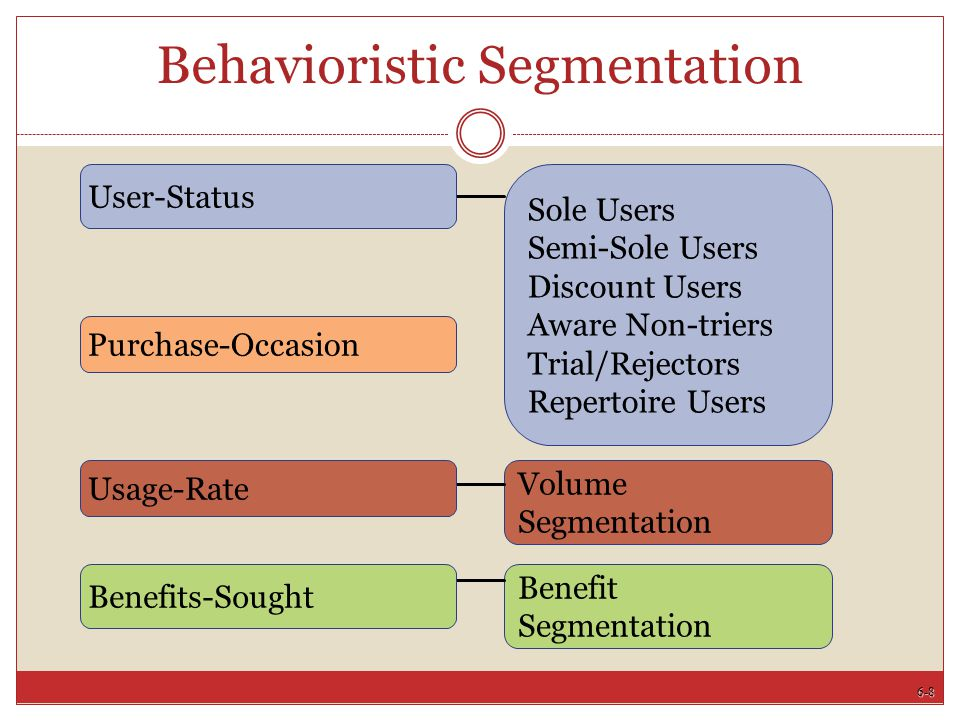 Behavioristic Segmentation
User-Status
Sole Users
Semi-Sole Users
Discount Users
Aware Non-triers
Trial/Rejectors
Repertoire Users
Purchase-Occasion
Usage-Rate
Volume
Segmentation
Benefits-Sought
Benefit
Segmentation
6-8